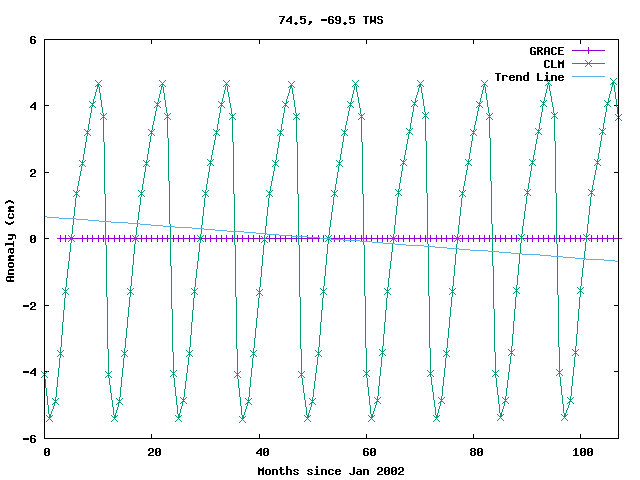 74.5, -69.5 TWS
GRACE
CLM
Trend Line
Anomaly (cm)
6
4
2
0
-2
-4
-6
0 20 40 60 80 100
Months since Jan 2002